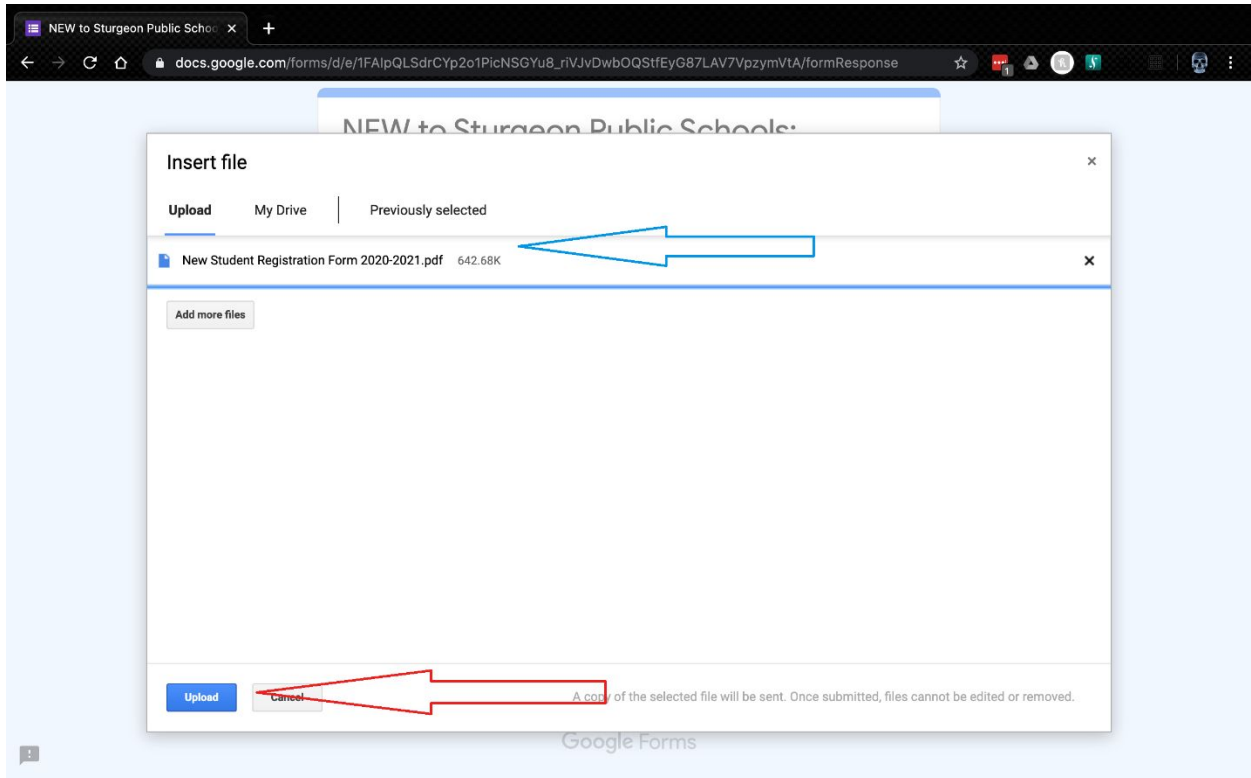 NEW to Sturgeon Public Schoo
docs.google.com/forms/d/e/1FAIpQLSdrCYp2o1PicNSGYu8_riVJvDwbOQStfEyG87LAV7VpzymVtA/formResponse
1
NEW to Sturgeon Public Schools:
Insert file
Upload My Drive Previously selected
New Student Registration Form 2020-2021.pdf 642.68K
Add more files
Upload Cancel A copy of the selected file will be sent. Once submitted, files cannot be edited or removed.
Google Forms